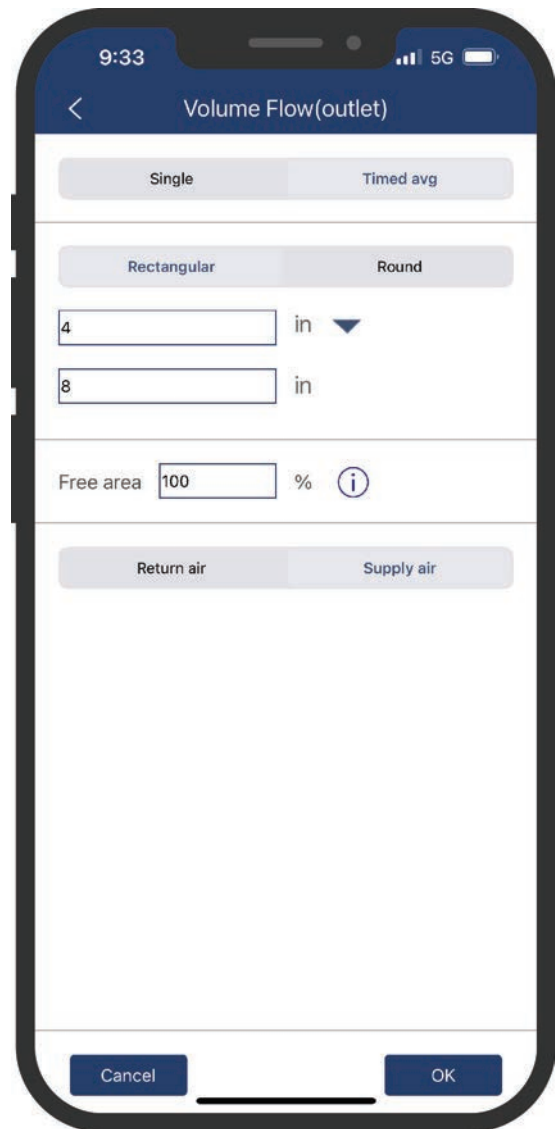 9:33 5G
Volume Flow(outlet)
Single Timed avg
Rectangular Round
4 in
8 in
Free area 100 % i
Return air Supply air
Cancel OK